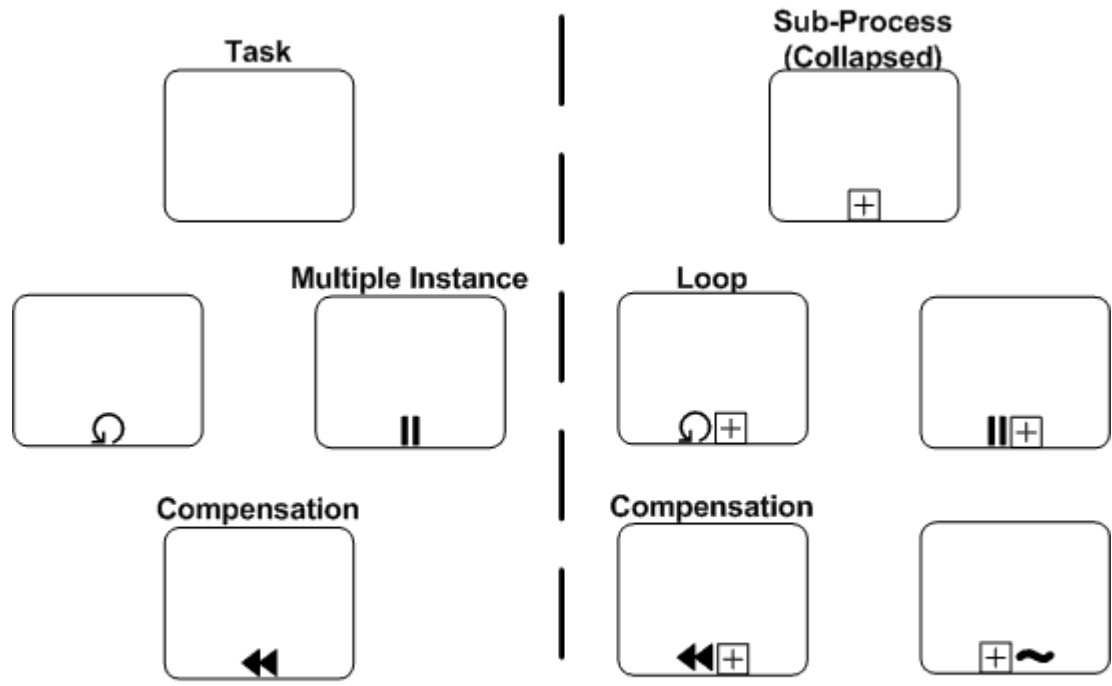 Task
Sub-Process
(Collapsed)
Multiple Instance
Loop
Compensation
Compensation